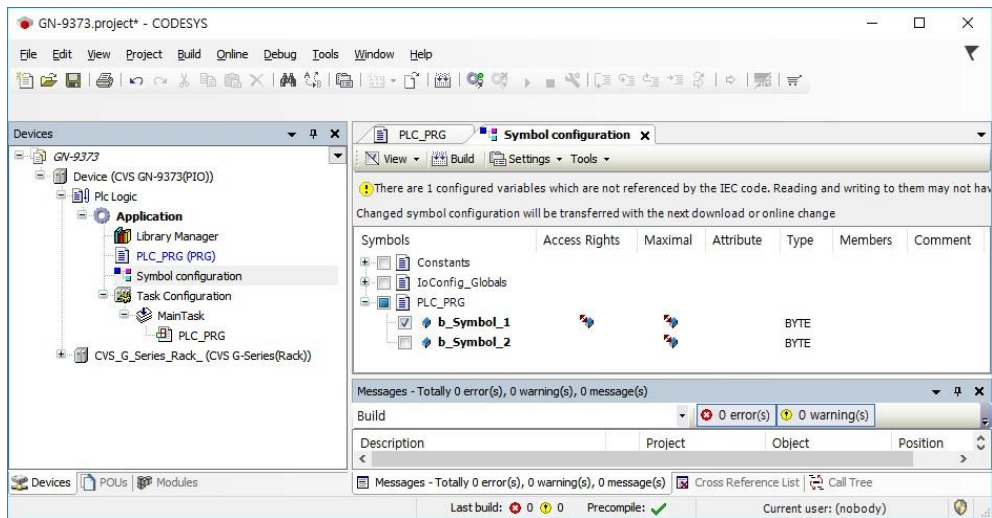 GN-9373.project* - CODESYS
File Edit View Project Build Online Debug Tools Window Help
Devices
GN-9373
Device (CVS GN-9373(PIO))
Plc Logic
Application
Library Manager
PLC_PRG (PRG)
Symbol configuration
Task Configuration
MainTask
PLC_PRG
CVS_G_Series_Rack_ (CVS G-Series(Rack))
Devices POUs Modules
PLC_PRG Symbol configuration
View Build Settings Tools
There are 1 configured variables which are not referenced by the IEC code. Reading and writing to them may not hav
Changed symbol configuration will be transferred with the next download or online change
Symbols Access Rights Maximal Attribute Type Members Comment
Constants
IoConfig_Globals
PLC_PRG
b_Symbol_1 BYTE
b_Symbol_2 BYTE
Messages - Totally 0 error(s), 0 warning(s), 0 message(s)
Build 0 error(s) 0 warning(s)
Description Project Object Position
Messages - Totally 0 error(s), 0 warning(s), 0 message(s) Cross Reference List Call Tree
Last build: 0 0 Precompile: Current user: (nobody)